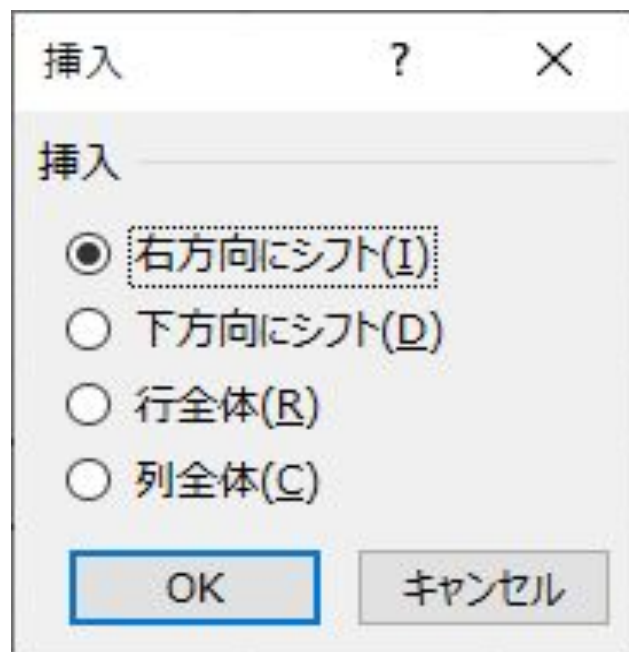 挿入 ?
挿入
右方向にシフト(I)
下方向にシフト(D)
行全体(R)
列全体(C)
OK キャンセル